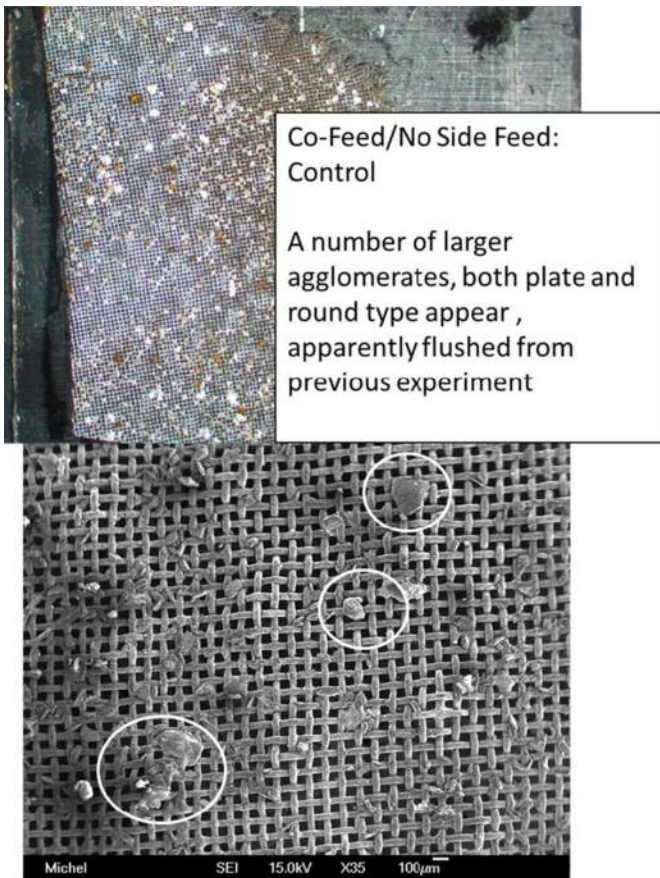 Co-Feed/No Side Feed:
Control
A number of larger
agglomerates, both plate and
round type appear ,
apparently flushed from
previous experiment
Michel SEI 15.0kV X35 100μm